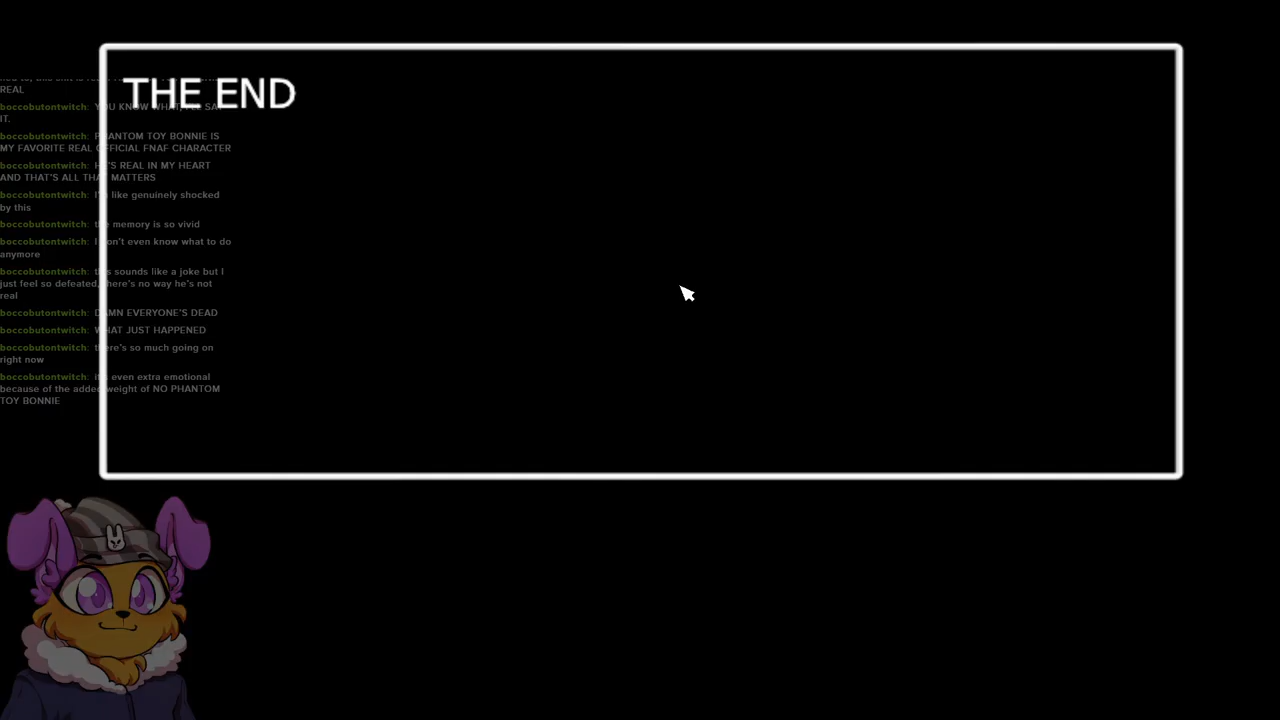 THE END
REAL
boccobutontwitch: YOU KNOW WHAT, I'LL SAY
IT.
boccobutontwitch: PHANTOM TOY BONNIE IS
MY FAVORITE REAL OFFICIAL FNAF CHARACTER
boccobutontwitch: HE'S REAL IN MY HEART
AND THAT'S ALL THAT MATTERS
boccobutontwitch: I'm like genuinely shocked
by this
boccobutontwitch: the memory is so vivid
boccobutontwitch: I don't even know what to do
anymore
boccobutontwitch: this sounds like a joke but I
just feel so defeated, there's no way he's not
real
boccobutontwitch: DAMN EVERYONE'S DEAD
boccobutontwitch: WHAT JUST HAPPENED
boccobutontwitch: there's so much going on
right now
boccobutontwitch: it's even extra emotional
because of the added weight of NO PHANTOM
TOY BONNIE